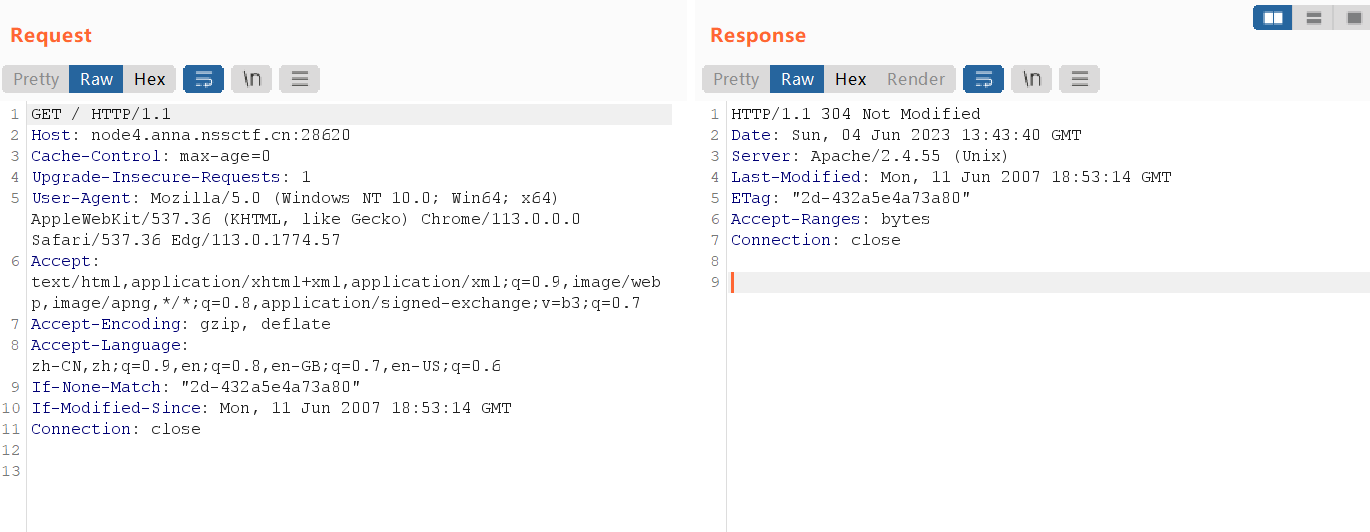 Request
Pretty Raw Hex \n
1 GET / HTTP/1.1
2 Host: node4.anna.nssctf.cn:28620
3 Cache-Control: max-age=0
4 Upgrade-Insecure-Requests: 1
5 User-Agent: Mozilla/5.0 (Windows NT 10.0; Win64; x64)
AppleWebKit/537.36 (KHTML, like Gecko) Chrome/113.0.0.0
Safari/537.36 Edg/113.0.1774.57
6 Accept:
text/html,application/xhtml+xml,application/xml;q=0.9,image/web
p,image/apng,*/*;q=0.8,application/signed-exchange;v=b3;q=0.7
7 Accept-Encoding: gzip, deflate
8 Accept-Language:
zh-CN,zh;q=0.9,en;q=0.8,en-GB;q=0.7,en-US;q=0.6
9 If-None-Match: "2d-432a5e4a73a80"
10 If-Modified-Since: Mon, 11 Jun 2007 18:53:14 GMT
11 Connection: close
12
13
Response
Pretty Raw Hex Render \n
1 HTTP/1.1 304 Not Modified
2 Date: Sun, 04 Jun 2023 13:43:40 GMT
3 Server: Apache/2.4.55 (Unix)
4 Last-Modified: Mon, 11 Jun 2007 18:53:14 GMT
5 ETag: "2d-432a5e4a73a80"
6 Accept-Ranges: bytes
7 Connection: close
8
9